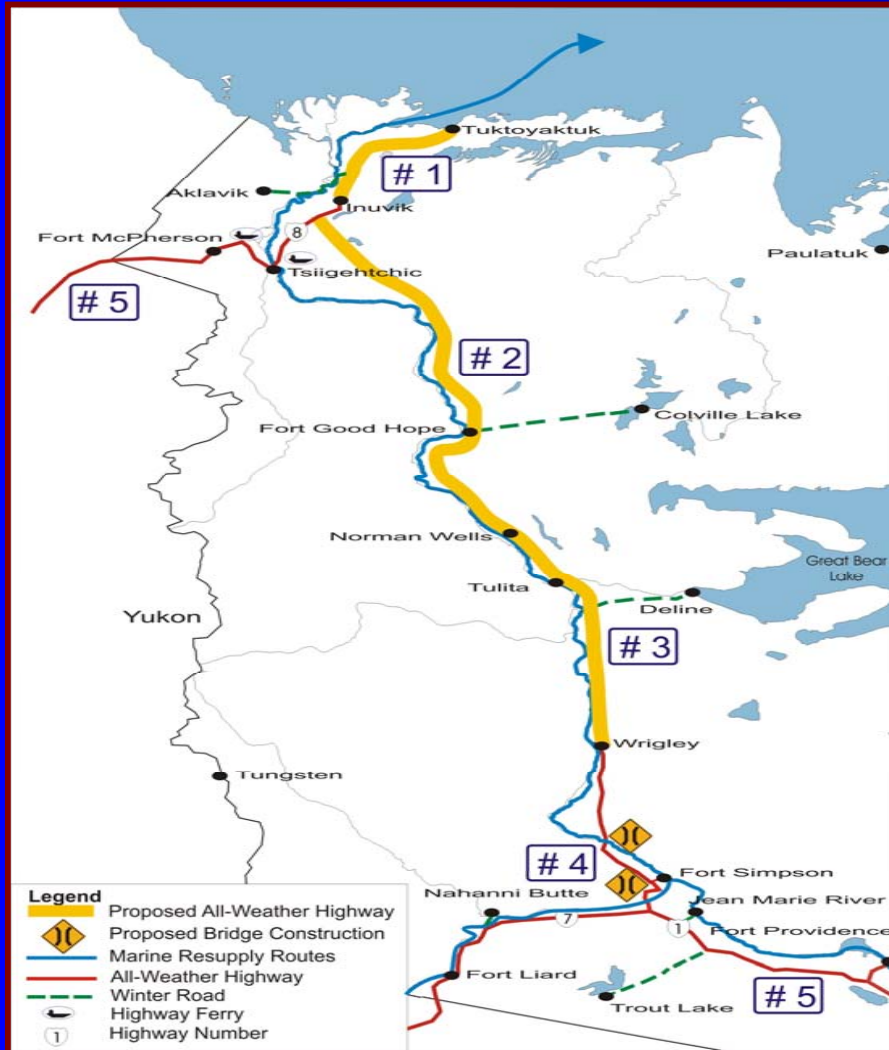 Tuktoyaktuk
# 1
Aklavik
Inuvik
Fort McPherson
8
Paulatuk
Tsiigehtchic
# 5
# 2
Colville Lake
Fort Good Hope
Norman Wells
Great Bear
Lake
Tulita
Deline
Yukon
# 3
Wrigley
Tungsten
# 4
Fort Simpson
Nahanni Butte
Jean Marie River
7
1
Fort Providence
Fort Liard
# 5
Trout Lake
Legend
Proposed All-Weather Highway
Proposed Bridge Construction
Marine Resupply Routes
All-Weather Highway
Winter Road
Highway Ferry
1
Highway Number